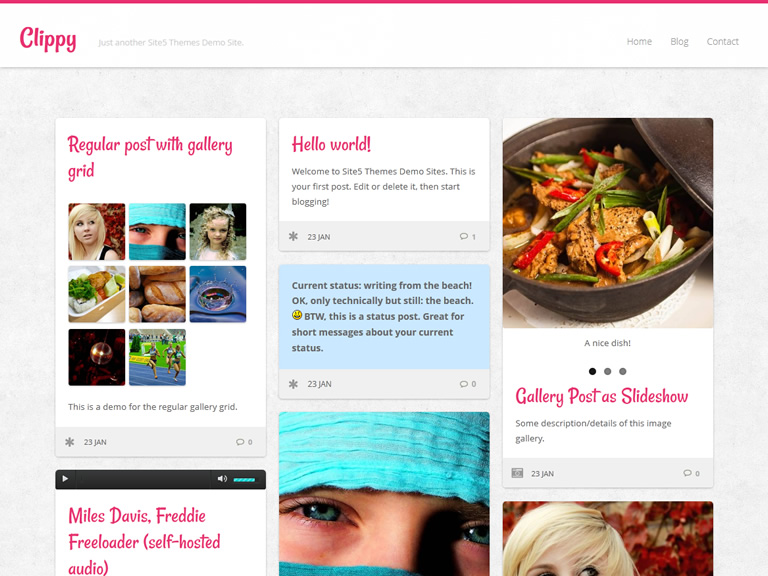 Clippy
Just another Site5 Themes Demo Site.
Home
Blog
Contact
Regular post with gallery
grid
This is a demo for the regular gallery grid.
23 JAN
0
Miles Davis, Freddie
Freeloader (self-hosted
audio)
Hello world!
Welcome to Site5 Themes Demo Sites. This is
your first post. Edit or delete it, then start
blogging!
23 JAN
1
Current status: writing from the beach!
OK, only technically but still: the beach.
BTW, this is a status post. Great for
short messages about your current
status.
23 JAN
0
A nice dish!
Gallery Post as Slideshow
Some description/details of this image
gallery.
23 JAN
0